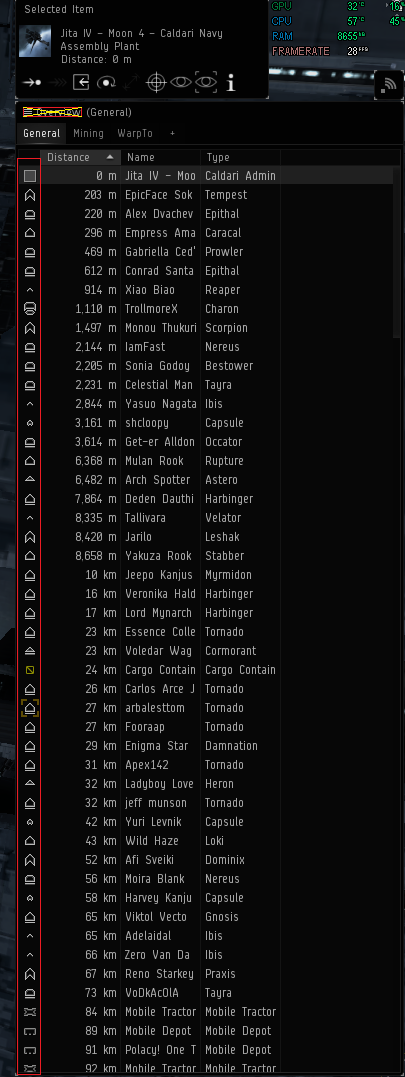 Selected Item
GPU 32°C 16
CPU 57°C 45
RAM 8655
FRAMERATE 28FPS
Jita IV - Moon 4 - Caldari Navy
Assembly Plant
Distance: 0 m
Overview (General)
General Mining WarpTo +
Distance Name Type
0 m Jita IV - Moo Caldari Admin
203 m EpicFace Sok Tempest
220 m Alex Dvachev Epithal
296 m Empress Ama Caracal
469 m Gabriella Ced' Prowler
612 m Conrad Santa Epithal
914 m Xiao Biao Reaper
1,110 m TrollmoreX Charon
1,497 m Monou Thukuri Scorpion
2,144 m IamFast Nereus
2,205 m Sonia Godoy Bestower
2,231 m Celestial Man Tayra
2,844 m Yasuo Nagata Ibis
3,161 m shcloopy Capsule
3,614 m Get-er Alldon Occator
6,368 m Mulan Rook Rupture
6,482 m Arch Spotter Astero
7,864 m Deden Dauthi Harbinger
8,335 m Tallivara Velator
8,420 m Jarilo Leshak
8,658 m Yakuza Rook Stabber
10 km Jeepo Kanjus Myrmidon
16 km Veronika Hald Harbinger
17 km Lord Mynarch Harbinger
23 km Essence Colle Tornado
23 km Voledar Wag Cormorant
24 km Cargo Contain Cargo Contain
26 km Carlos Arce J Tornado
27 km arbalesttom Tornado
27 km Fooraap Tornado
29 km Enigma Star Damnation
31 km Apex142 Tornado
32 km Ladyboy Love Heron
32 km jeff munson Tornado
42 km Yuri Levnik Capsule
43 km Wild Haze Loki
52 km Afi Sveiki Dominix
56 km Moira Blank Nereus
58 km Harvey Kanju Capsule
65 km Viktol Vecto Gnosis
65 km Adelaidal Ibis
66 km Zero Van Da Ibis
67 km Reno Starkey Praxis
73 km VoDkAcOlA Tayra
84 km Mobile Tractor Mobile Tractor
89 km Mobile Depot Mobile Depot
91 km Polacy! One T Mobile Depot
92 km Mobile Tractor Mobile Tractor